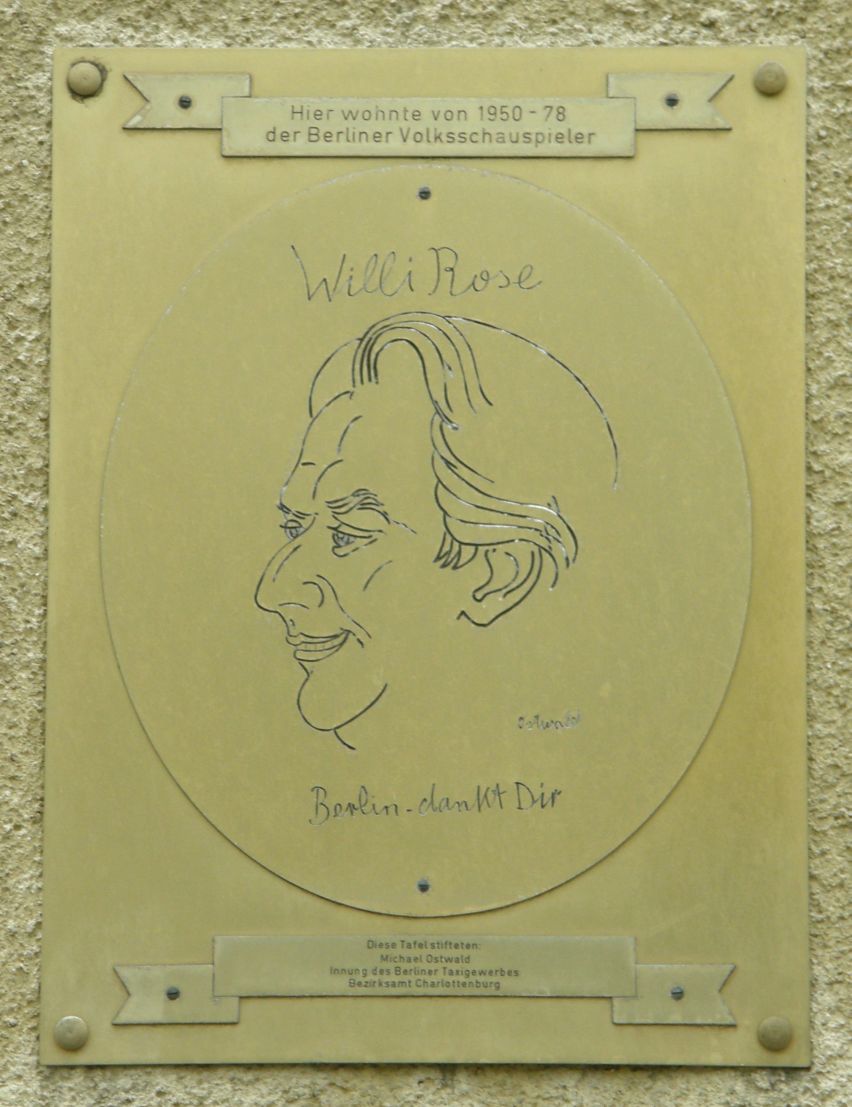 Hier wohnte von 1950 - 78
der Berliner Volksschauspieler
Willi Rose
Ostwald
Berlin - dankt Dir
Diese Tafel stifteten:
Michael Ostwald
Innung des Berliner Taxigewerbes
Bezirksamt Charlottenburg